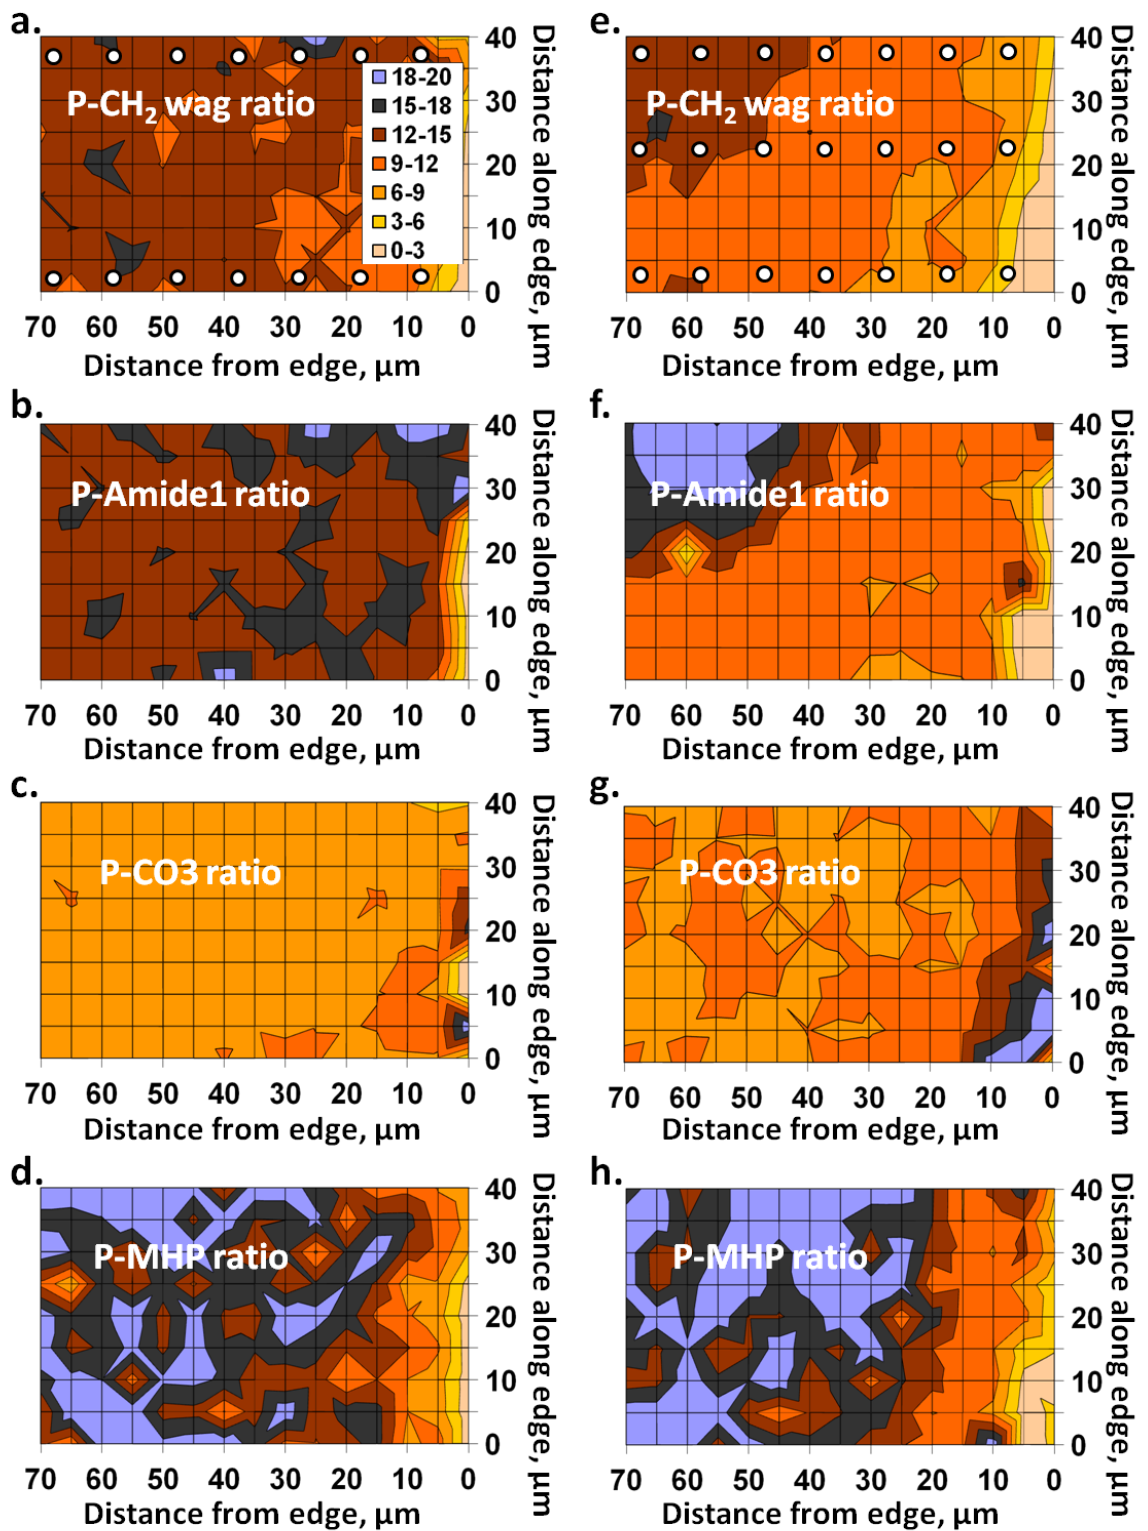 a.
P-CH₂ wag ratio
18-20
15-18
12-15
9-12
6-9
3-6
0-3
40
30
20
10
0
Distance along edge, µm
70 60 50 40 30 20 10 0
Distance from edge, µm
e.
P-CH₂ wag ratio
40
30
20
10
0
Distance along edge, µm
70 60 50 40 30 20 10 0
Distance from edge, µm
b.
P-Amide1 ratio
40
30
20
10
0
Distance along edge, µm
70 60 50 40 30 20 10 0
Distance from edge, µm
f.
P-Amide1 ratio
40
30
20
10
0
Distance along edge, µm
70 60 50 40 30 20 10 0
Distance from edge, µm
c.
P-CO3 ratio
40
30
20
10
0
Distance along edge, µm
70 60 50 40 30 20 10 0
Distance from edge, µm
g.
P-CO3 ratio
40
30
20
10
0
Distance along edge, µm
70 60 50 40 30 20 10 0
Distance from edge, µm
d.
P-MHP ratio
40
30
20
10
0
Distance along edge, µm
70 60 50 40 30 20 10 0
Distance from edge, µm
h.
P-MHP ratio
40
30
20
10
0
Distance along edge, µm
70 60 50 40 30 20 10 0
Distance from edge, µm